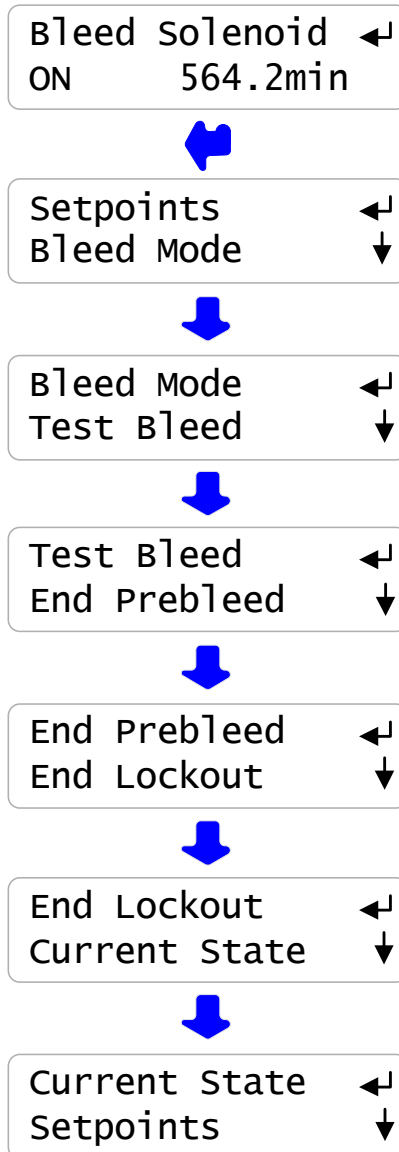 Bleed Solenoid
ON 564.2min
Setpoints
Bleed Mode
Bleed Mode
Test Bleed
Test Bleed
End Prebleed
End Prebleed
End Lockout
End Lockout
Current State
Current State
Setpoints